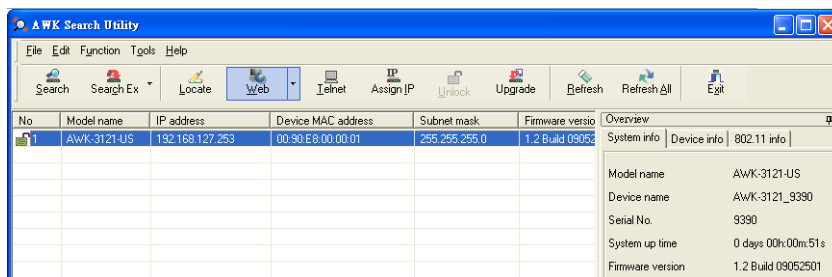 AWK Search Utility
File Edit Function Tools Help
Search Search Ex Locate Web Telnet Assign IP Unlock Upgrade Refresh Refresh All Exit
No Model name IP address Device MAC address Subnet mask Firmware versio
1 AWK-3121-US 192.168.127.253 00:90:E8:00:00:01 255.255.255.0 1.2 Build 09052
Overview
System info Device info 802.11 info
Model name AWK-3121-US
Device name AWK-3121_9390
Serial No. 9390
System up time 0 days 00h:00m:51s
Firmware version 1.2 Build 09052501